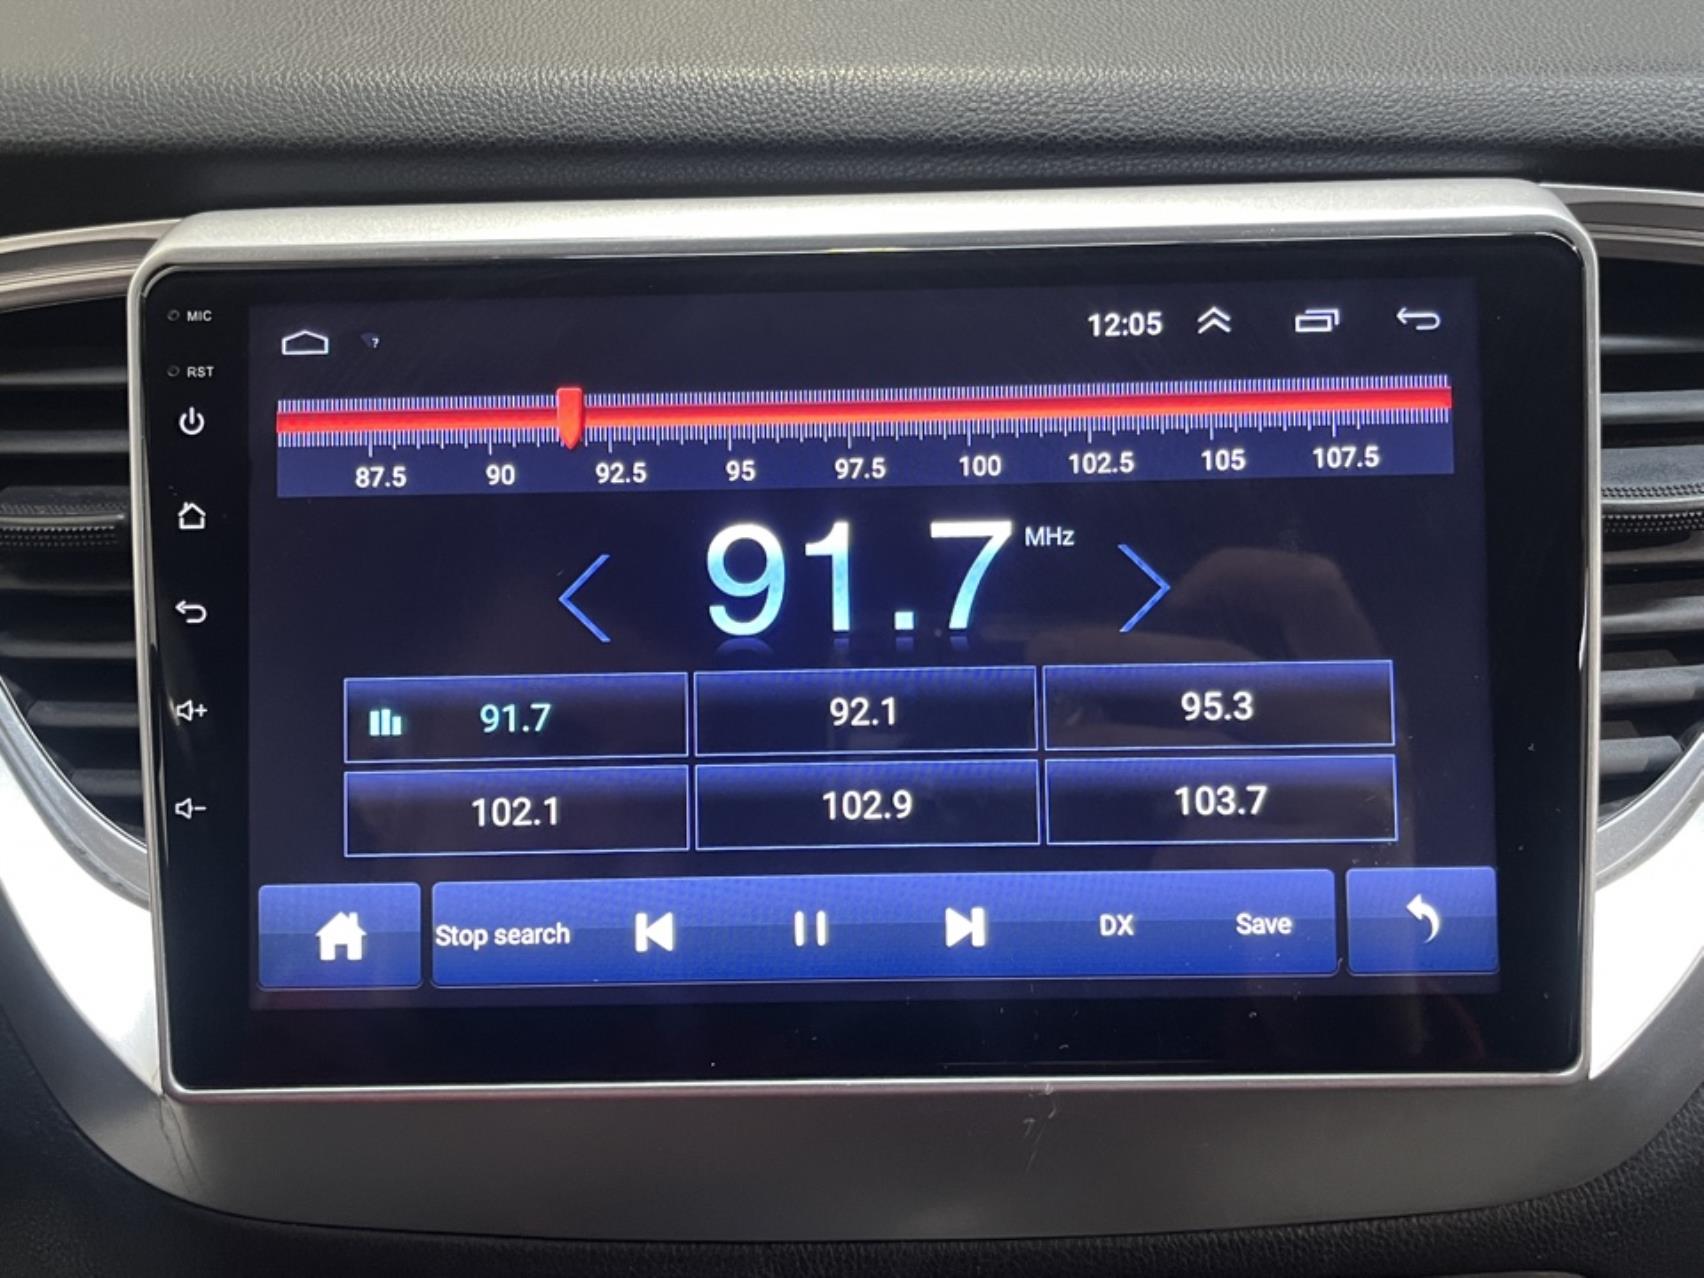 MIC
12:05
RST
87.5 90 92.5 95 97.5 100 102.5 105 107.5
91.7 MHz
91.7 92.1 95.3
102.1 102.9 103.7
Stop search DX Save